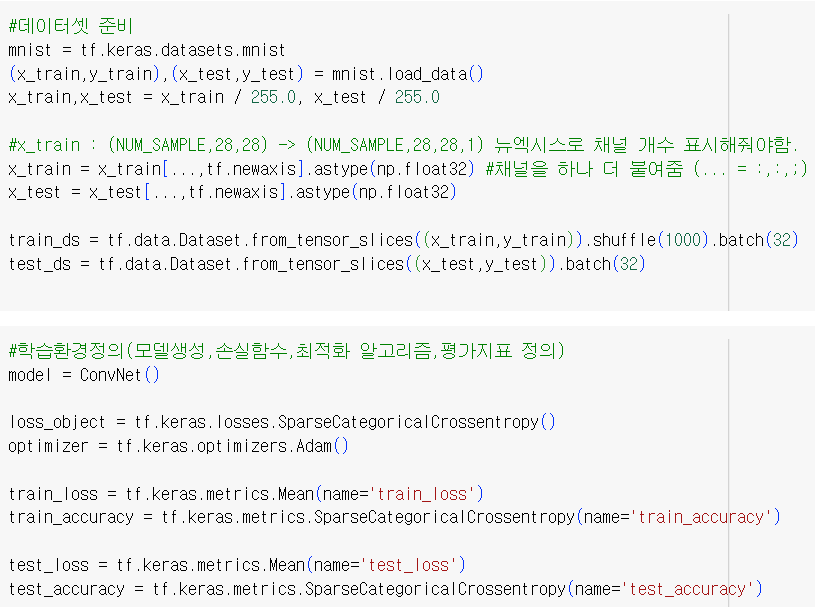 #데이터셋 준비
mnist = tf.keras.datasets.mnist
(x_train,y_train),(x_test,y_test) = mnist.load_data()
x_train,x_test = x_train / 255.0, x_test / 255.0
#x_train : (NUM_SAMPLE,28,28) -> (NUM_SAMPLE,28,28,1) 뉴엑시스로 채널 개수 표시해줘야함.
x_train = x_train[...,tf.newaxis].astype(np.float32) #채널을 하나 더 붙여줌 (... = :,:,;)
x_test = x_test[...,tf.newaxis].astype(np.float32)
train_ds = tf.data.Dataset.from_tensor_slices((x_train,y_train)).shuffle(1000).batch(32)
test_ds = tf.data.Dataset.from_tensor_slices((x_test,y_test)).batch(32)
#학습환경정의(모델생성,손실함수,최적화 알고리즘,평가지표 정의)
model = ConvNet()
loss_object = tf.keras.losses.SparseCategoricalCrossentropy()
optimizer = tf.keras.optimizers.Adam()
train_loss = tf.keras.metrics.Mean(name='train_loss')
train_accuracy = tf.keras.metrics.SparseCategoricalCrossentropy(name='train_accuracy')
test_loss = tf.keras.metrics.Mean(name='test_loss')
test_accuracy = tf.keras.metrics.SparseCategoricalCrossentropy(name='test_accuracy')